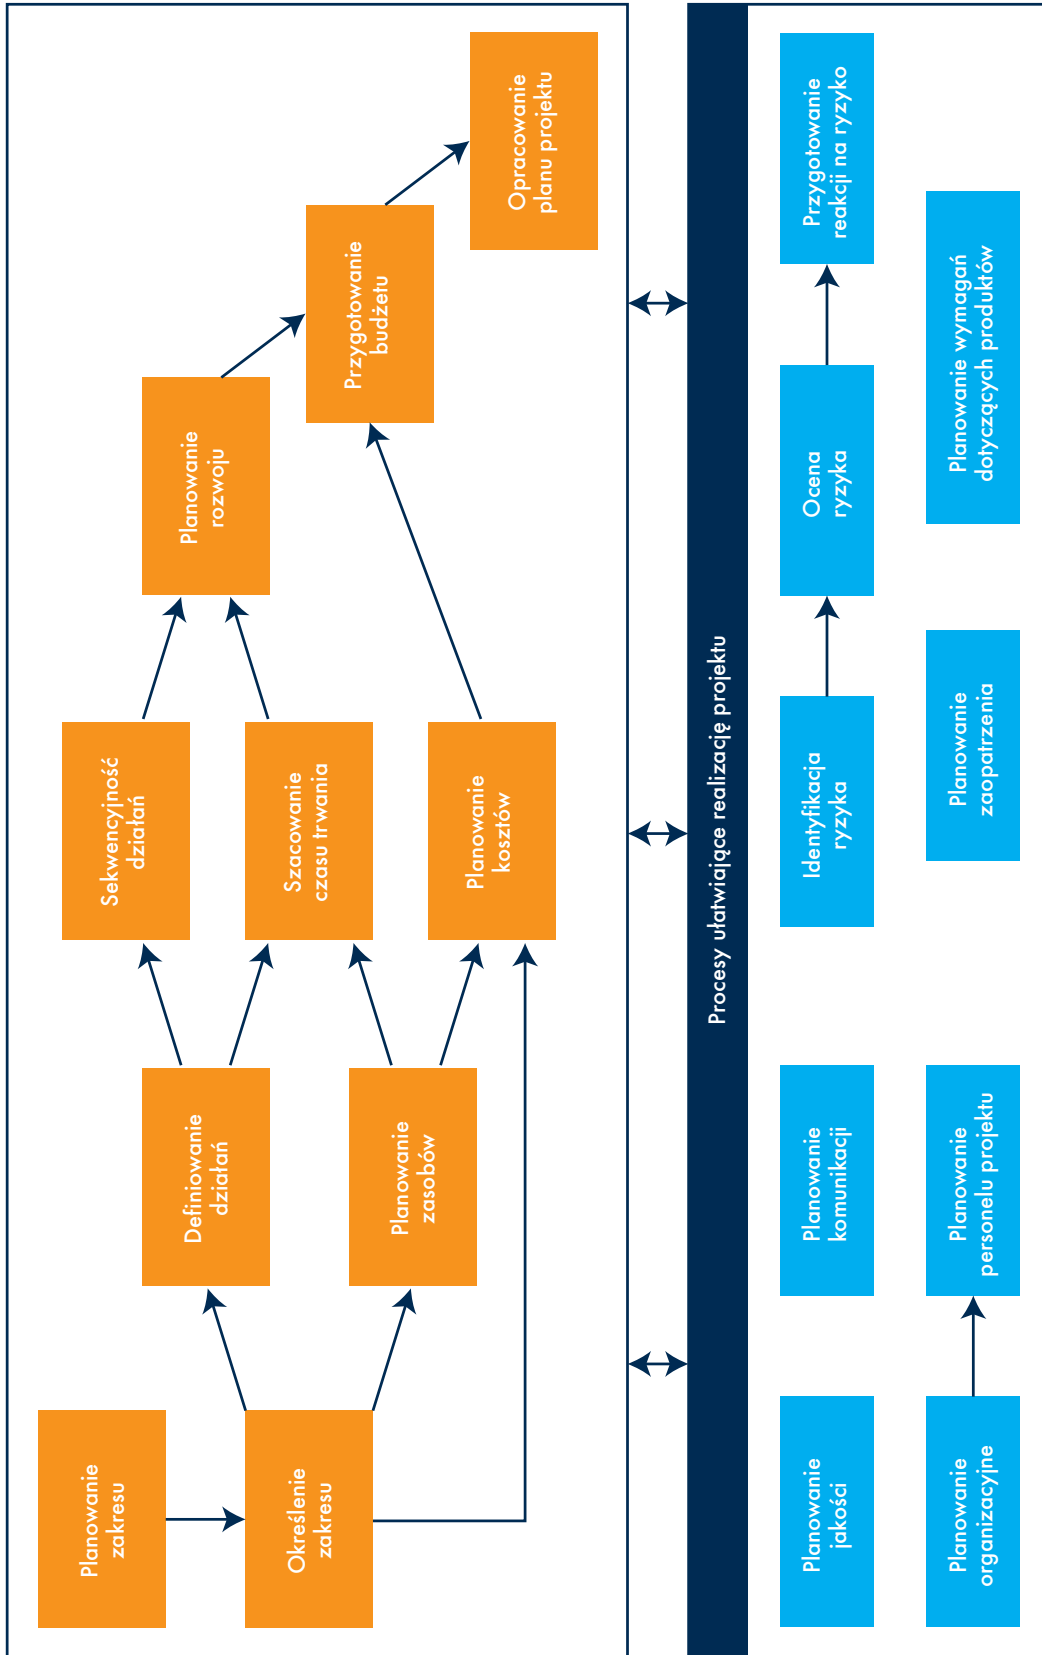 Planowanie
zakresu
Określenie
zakresu
Definiowanie
działań
Planowanie
zasobów
Sekwencyjność
działań
Szacowanie
czasu trwania
Planowanie
kosztów
Planowanie
rozwoju
Przygotowanie
budżetu
Opracowanie
planu projektu
Procesy ułatwiające realizację projektu
Planowanie
jakości
Planowanie
komunikacji
Identyfikacja
ryzyka
Ocena
ryzyka
Przygotowanie
reakcji na ryzyko
Planowanie
organizacyjne
Planowanie
personelu projektu
Planowanie
zaopatrzenia
Planowanie wymagań
dotyczących produktów